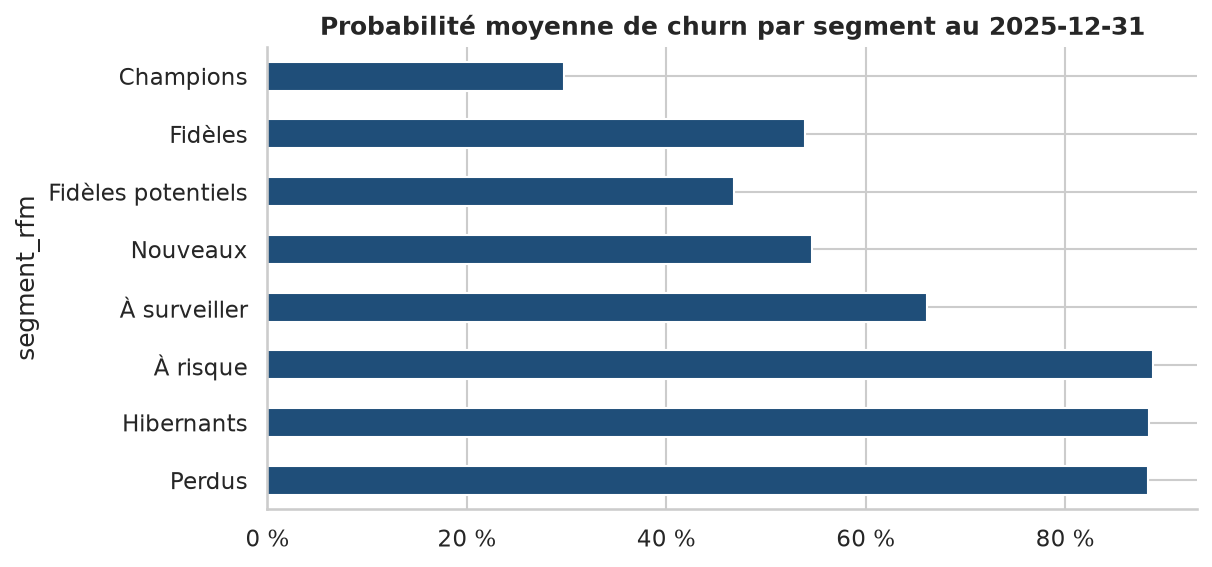 Probabilité moyenne de churn par segment au 2025-12-31
segment_rfm
Champions
Fidèles
Fidèles potentiels
Nouveaux
À surveiller
À risque
Hibernants
Perdus
0 %
20 %
40 %
60 %
80 %